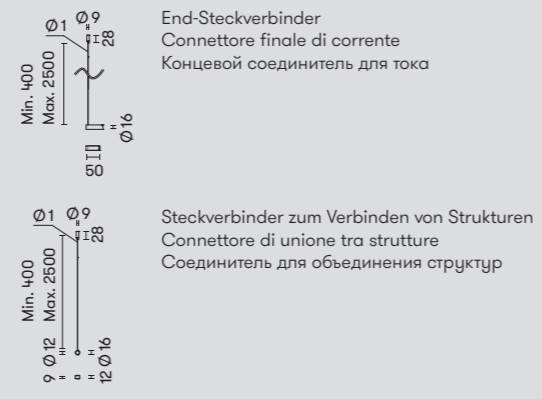 Ø1 Ø9
28
Min. 400
Max. 2500
Ø16
50
End-Steckverbinder
Connettore finale di corrente
Концевой соединитель для тока
Ø1 Ø9
28
Min. 400
Max. 2500
Ø12
Ø16
9
12
Steckverbinder zum Verbinden von Strukturen
Connettore di unione tra strutture
Соединитель для объединения структур